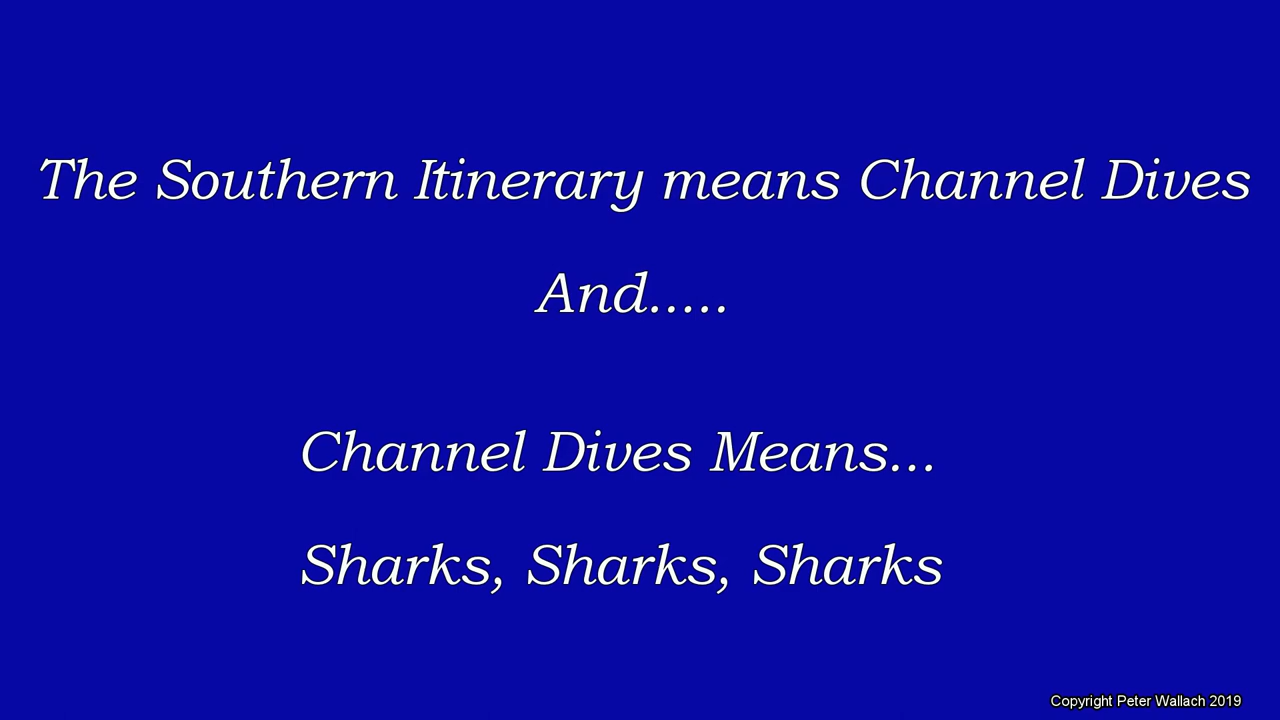 The Southern Itinerary means Channel Dives
And.....
Channel Dives Means...
Sharks, Sharks, Sharks
Copyright Peter Wallach 2019